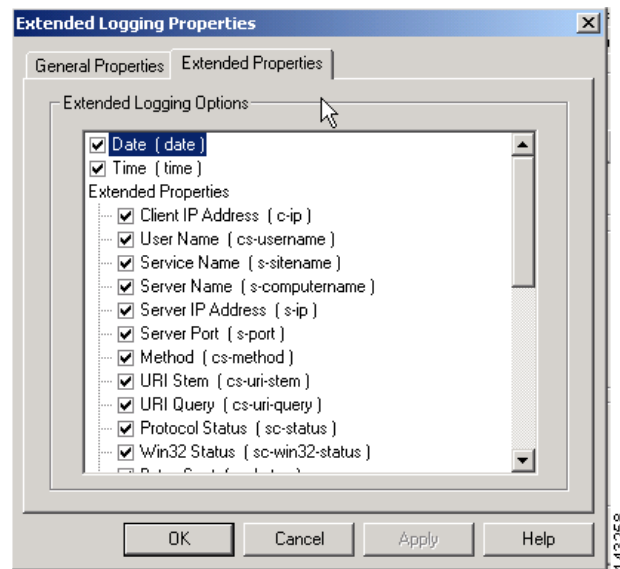 Extended Logging Properties
General Properties
Extended Properties
Extended Logging Options
Date ( date )
Time ( time )
Extended Properties
Client IP Address ( c-ip )
User Name ( cs-username )
Service Name ( s-sitename )
Server Name ( s-computername )
Server IP Address ( s-ip )
Server Port ( s-port )
Method ( cs-method )
URI Stem ( cs-uri-stem )
URI Query ( cs-uri-query )
Protocol Status ( sc-status )
Win32 Status ( sc-win32-status )
OK
Cancel
Apply
Help
143258